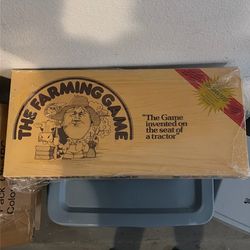 THE FARMING GAME
"The Game
invented on
the seat of
a tractor"